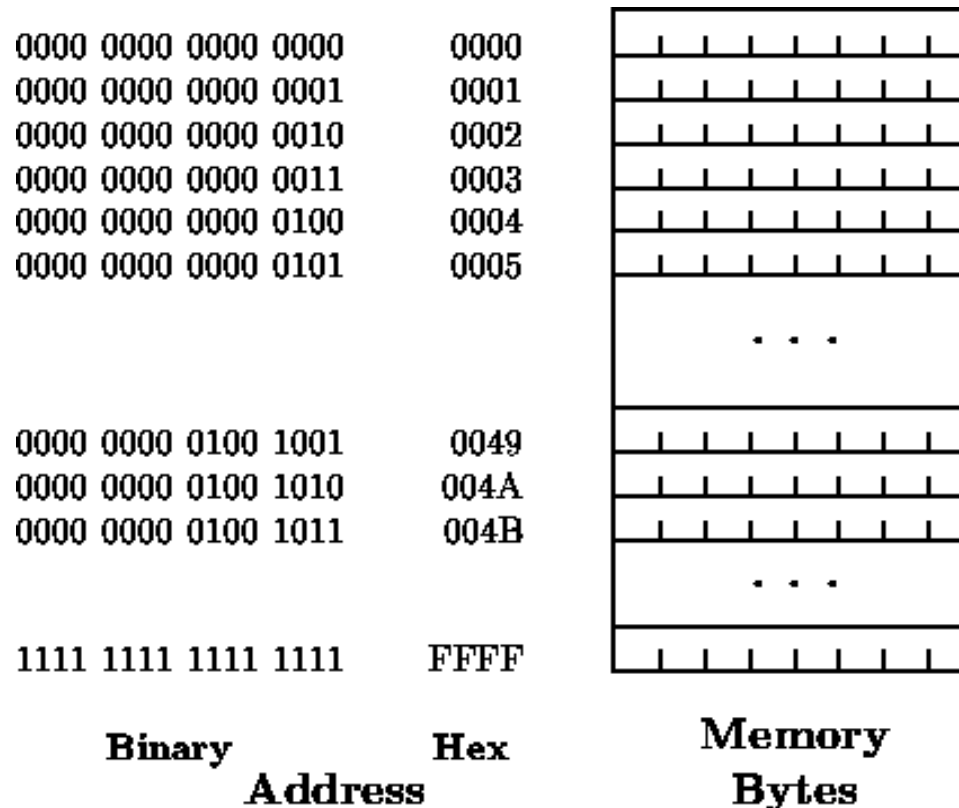 0000 0000 0000 0000 0000
0000 0000 0000 0001 0001
0000 0000 0000 0010 0002
0000 0000 0000 0011 0003
0000 0000 0000 0100 0004
0000 0000 0000 0101 0005
. . .
0000 0000 0100 1001 0049
0000 0000 0100 1010 004A
0000 0000 0100 1011 004B
. . .
1111 1111 1111 1111 FFFF
Binary Hex Memory
Address Bytes